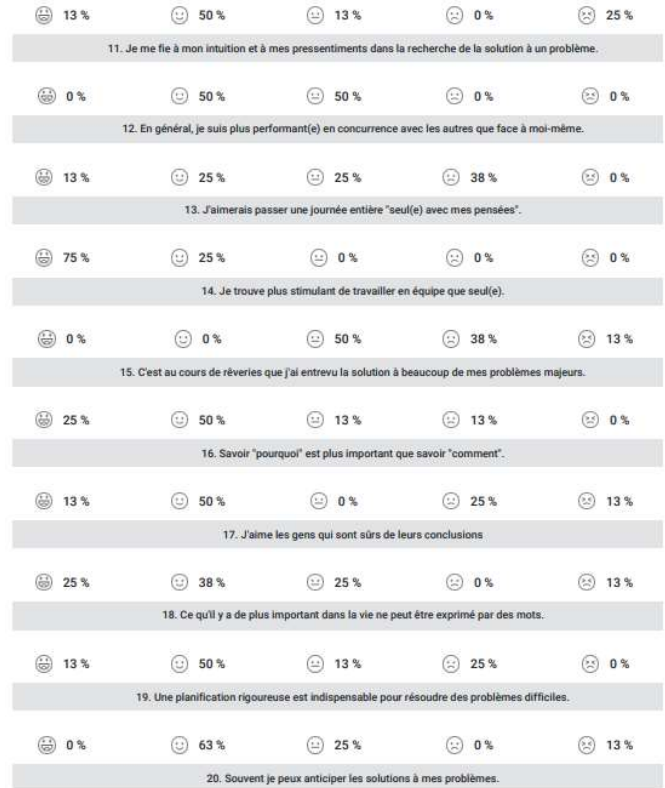 13 % 50 % 13 % 0 % 25 %
11. Je me fie à mon intuition et à mes pressentiments dans la recherche de la solution à un problème.
0 % 50 % 50 % 0 % 0 %
12. En général, je suis plus performant(e) en concurrence avec les autres que face à moi-même.
13 % 25 % 25 % 38 % 0 %
13. J'aimerais passer une journée entière "seul(e) avec mes pensées".
75 % 25 % 0 % 0 % 0 %
14. Je trouve plus stimulant de travailler en équipe que seul(e).
0 % 0 % 50 % 38 % 13 %
15. C'est au cours de rêveries que j'ai entrevu la solution à beaucoup de mes problèmes majeurs.
25 % 50 % 13 % 13 % 0 %
16. Savoir "pourquoi" est plus important que savoir "comment".
13 % 50 % 0 % 25 % 13 %
17. J'aime les gens qui sont sûrs de leurs conclusions
25 % 38 % 25 % 0 % 13 %
18. Ce qu'il y a de plus important dans la vie ne peut être exprimé par des mots.
13 % 50 % 13 % 25 % 0 %
19. Une planification rigoureuse est indispensable pour résoudre des problèmes difficiles.
0 % 63 % 25 % 0 % 13 %
20. Souvent je peux anticiper les solutions à mes problèmes.